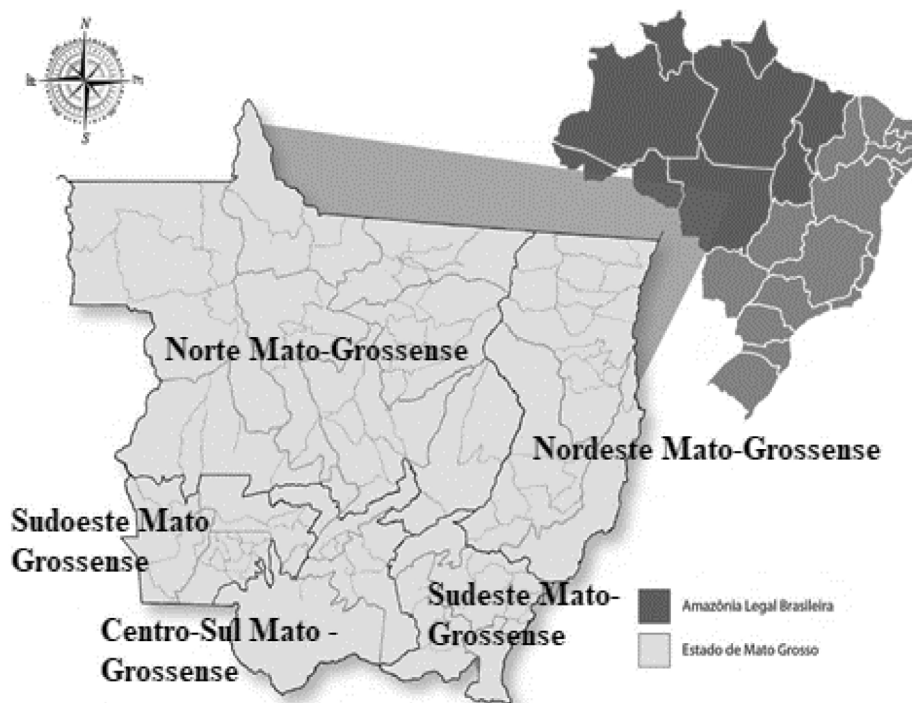 N
S
Norte Mato-Grossense
Nordeste Mato-Grossense
Sudoeste Mato
Grossense
Sudeste Mato-
Grossense
Centro-Sul Mato -
Grossense
Amazônia Legal Brasileira
Estado de Mato Grosso